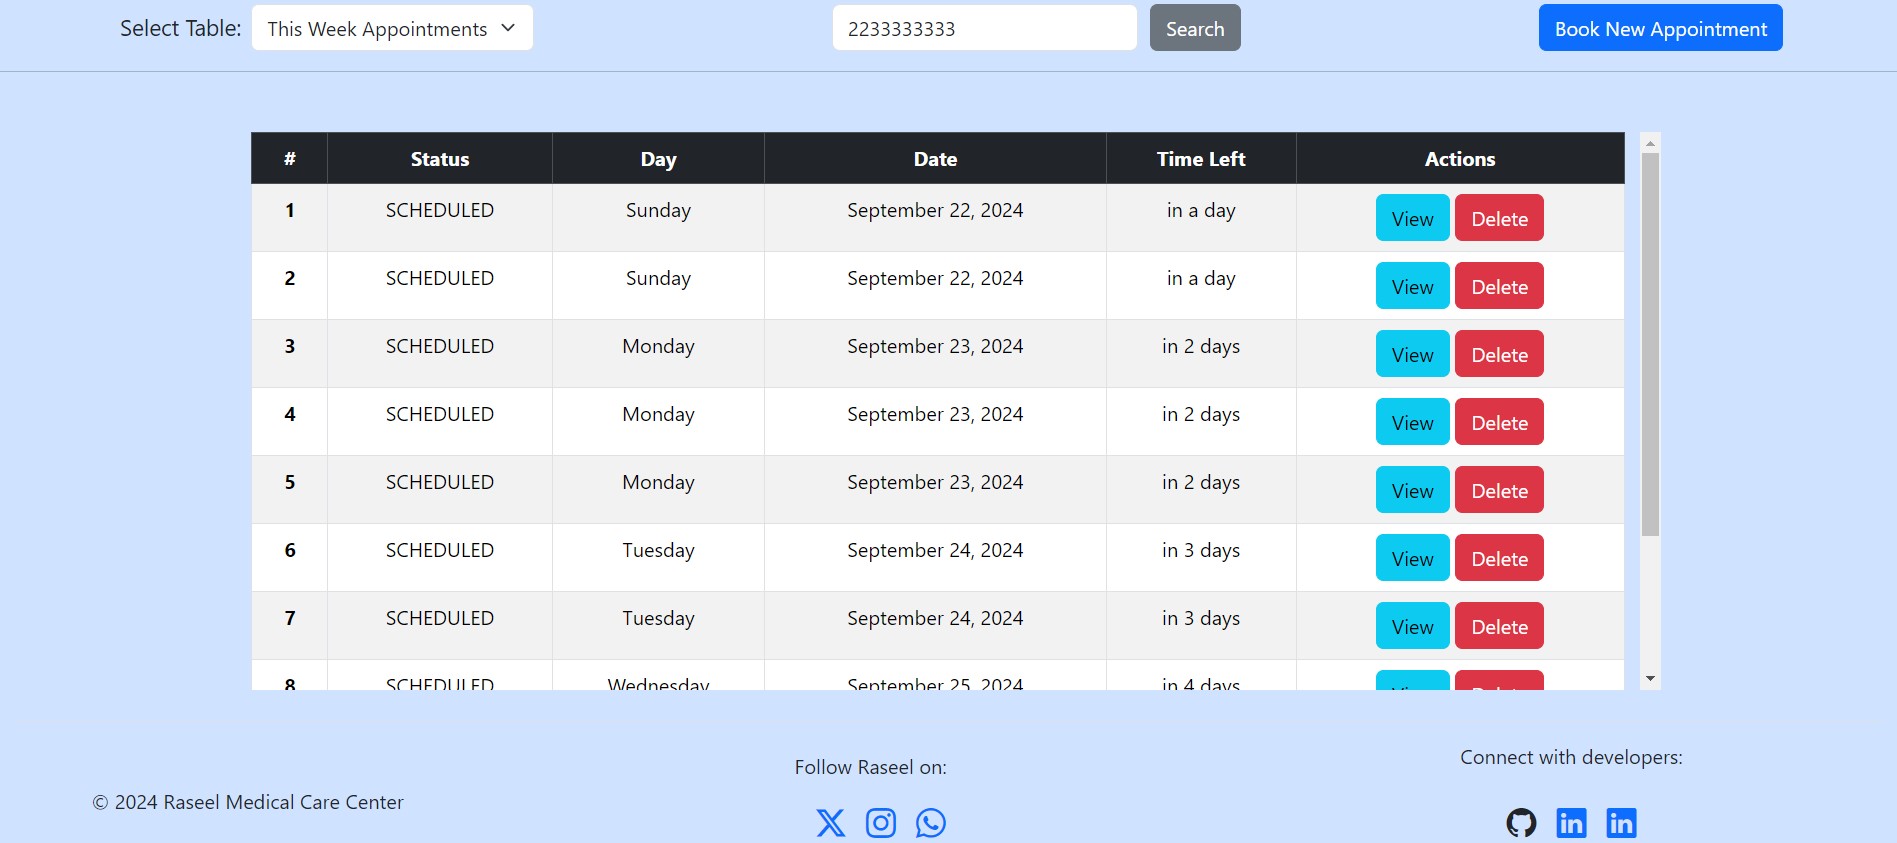 Select Table: This Week Appointments 2233333333 Search Book New Appointment
# Status Day Date Time Left Actions
1 SCHEDULED Sunday September 22, 2024 in a day View Delete
2 SCHEDULED Sunday September 22, 2024 in a day View Delete
3 SCHEDULED Monday September 23, 2024 in 2 days View Delete
4 SCHEDULED Monday September 23, 2024 in 2 days View Delete
5 SCHEDULED Monday September 23, 2024 in 2 days View Delete
6 SCHEDULED Tuesday September 24, 2024 in 3 days View Delete
7 SCHEDULED Tuesday September 24, 2024 in 3 days View Delete
8 SCHEDULED Wednesday September 25, 2024 in 4 days View Delete
Connect with developers:
Follow Raseel on:
© 2024 Raseel Medical Care Center